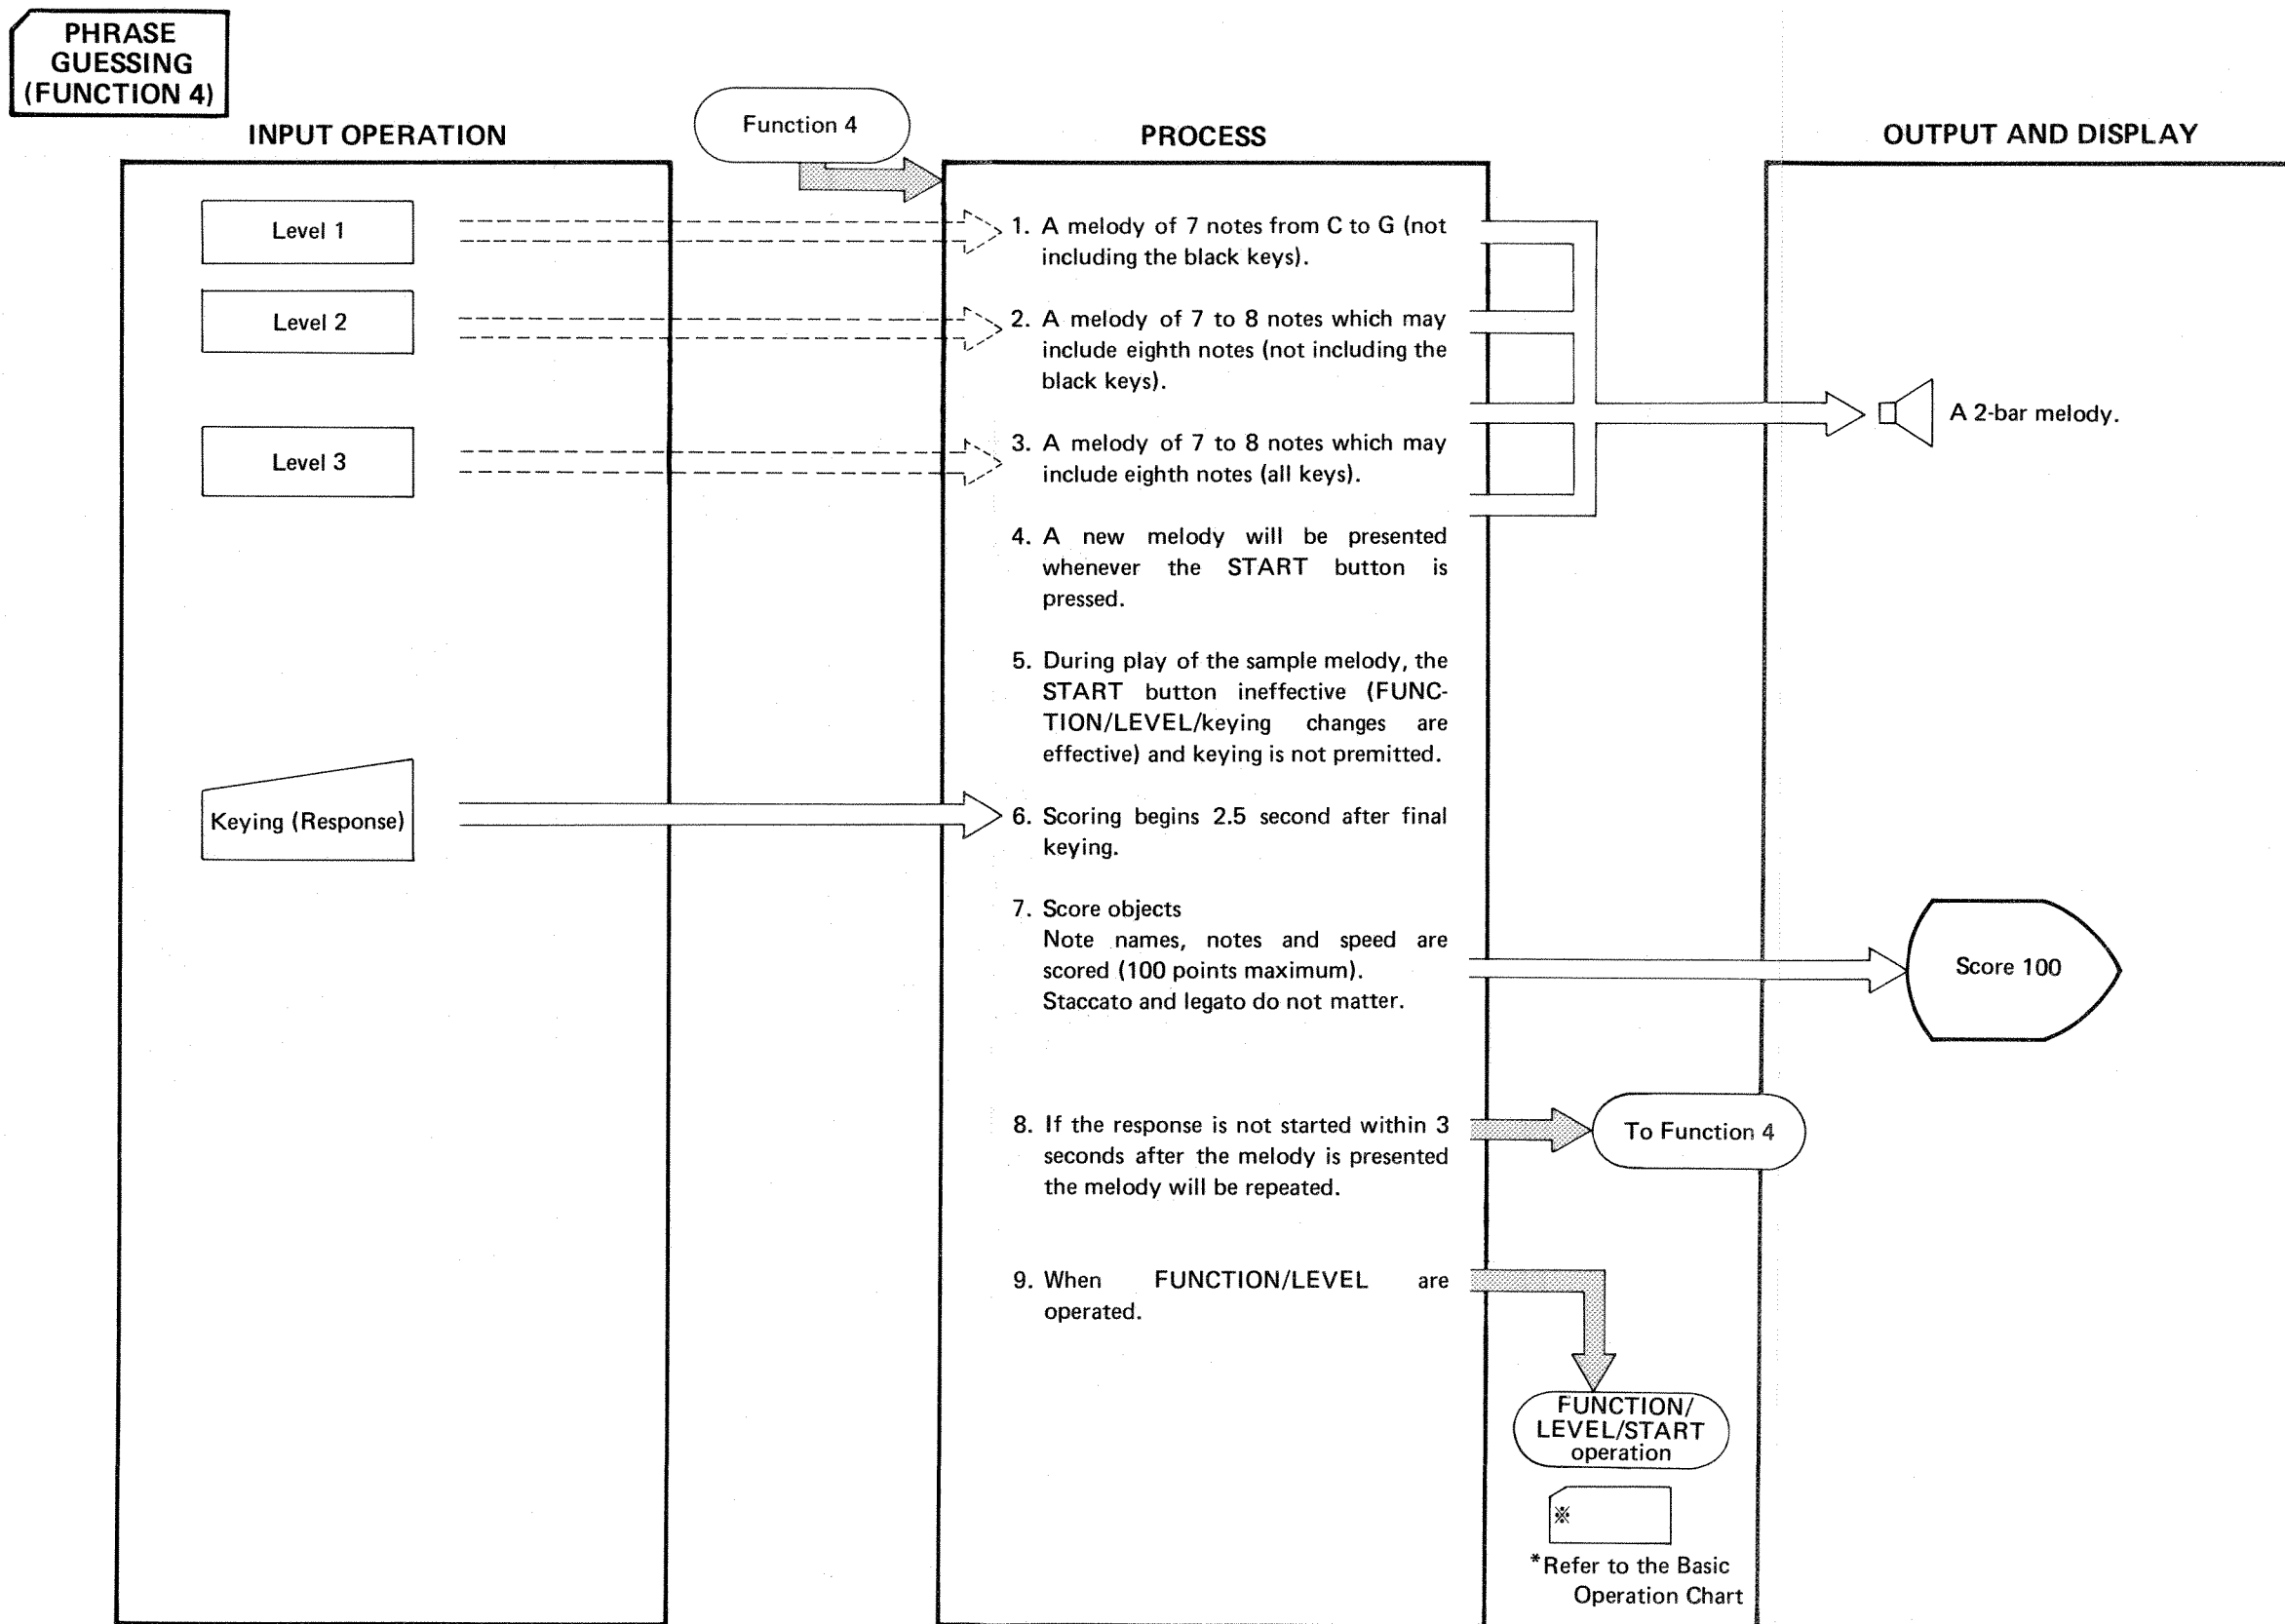 PHRASE
GUESSING
(FUNCTION 4)
INPUT OPERATION
Function 4
PROCESS
OUTPUT AND DISPLAY
Level 1
Level 2
Level 3
Keying (Response)
1. A melody of 7 notes from C to G (not
including the black keys).
2. A melody of 7 to 8 notes which may
include eighth notes (not including the
black keys).
3. A melody of 7 to 8 notes which may
include eighth notes (all keys).
4. A new melody will be presented
whenever the START button is
pressed.
5. During play of the sample melody, the
START button ineffective (FUNC-
TION/LEVEL/keying changes are
effective) and keying is not premitted.
6. Scoring begins 2.5 second after final
keying.
7. Score objects
Note names, notes and speed are
scored (100 points maximum).
Staccato and legato do not matter.
8. If the response is not started within 3
seconds after the melody is presented
the melody will be repeated.
9. When FUNCTION/LEVEL are
operated.
A 2-bar melody.
Score 100
To Function 4
FUNCTION/
LEVEL/START
operation
※
*Refer to the Basic
Operation Chart